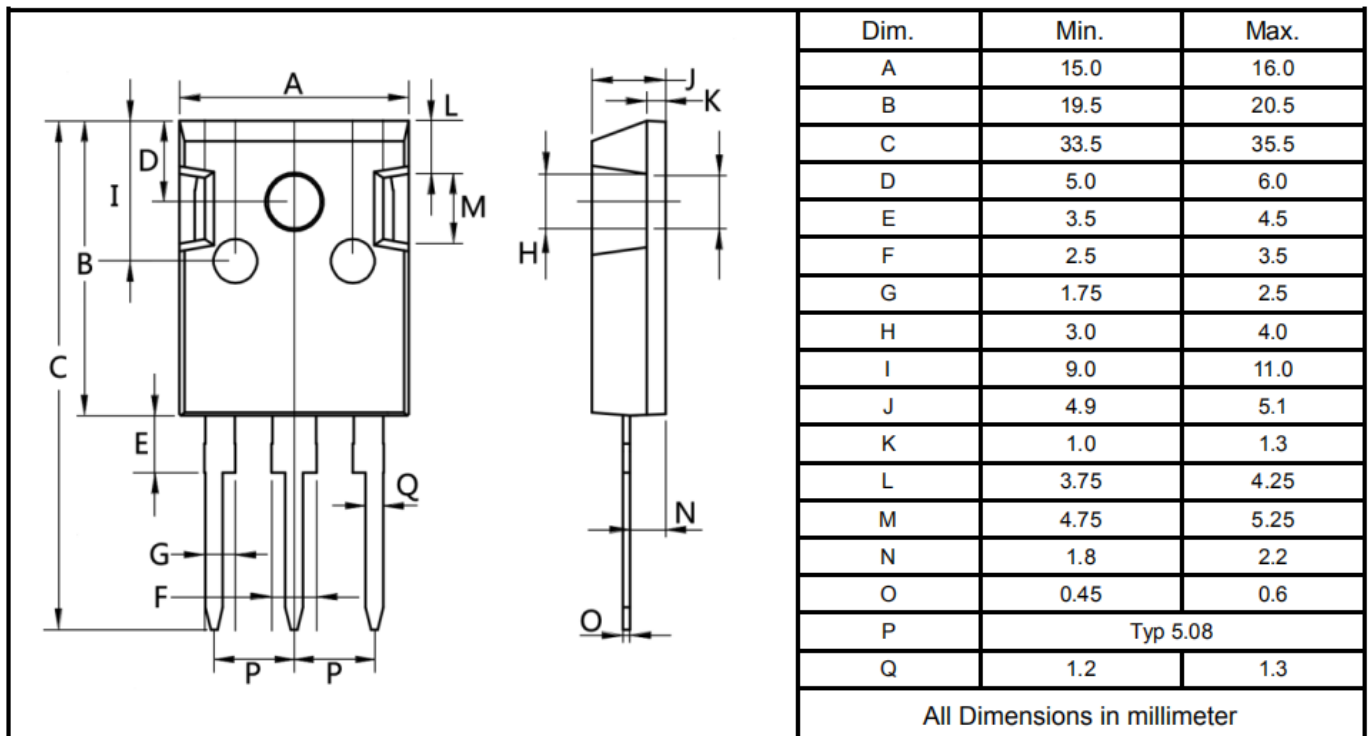 A
L
D
I
M
B
C
E
Q
G
F
P P
J
K
H
N
O
Dim. Min. Max.
A 15.0 16.0
B 19.5 20.5
C 33.5 35.5
D 5.0 6.0
E 3.5 4.5
F 2.5 3.5
G 1.75 2.5
H 3.0 4.0
I 9.0 11.0
J 4.9 5.1
K 1.0 1.3
L 3.75 4.25
M 4.75 5.25
N 1.8 2.2
O 0.45 0.6
P Typ 5.08
Q 1.2 1.3
All Dimensions in millimeter